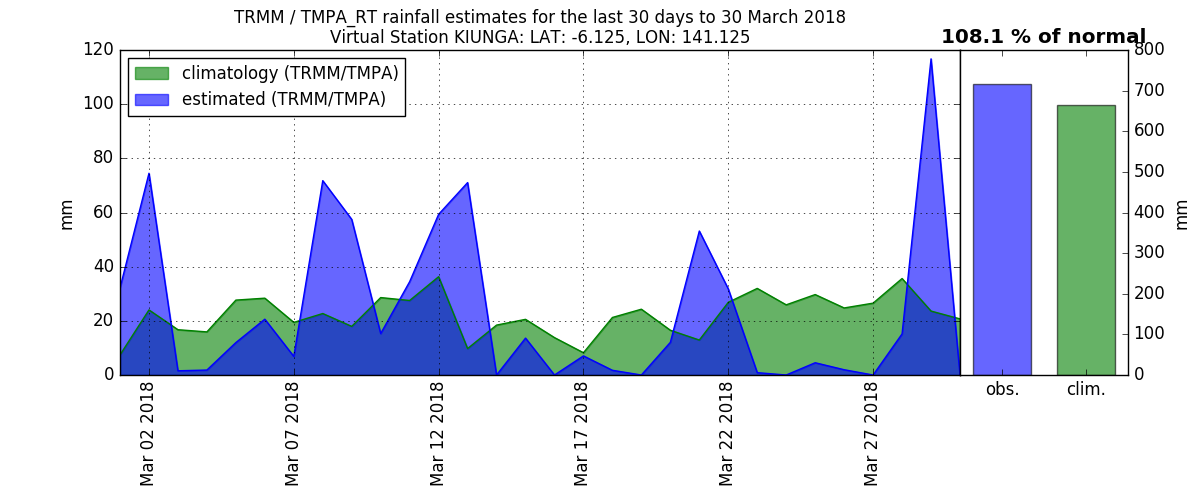 TRMM / TMPA_RT rainfall estimates for the last 30 days to 30 March 2018
Virtual Station KIUNGA: LAT: -6.125, LON: 141.125
108.1 % of normal
climatology (TRMM/TMPA)
estimated (TRMM/TMPA)
120
100
80
60
40
20
0
mm
Mar 02 2018
Mar 07 2018
Mar 12 2018
Mar 17 2018
Mar 22 2018
Mar 27 2018
800
700
600
500
400
300
200
100
0
mm
obs.
clim.